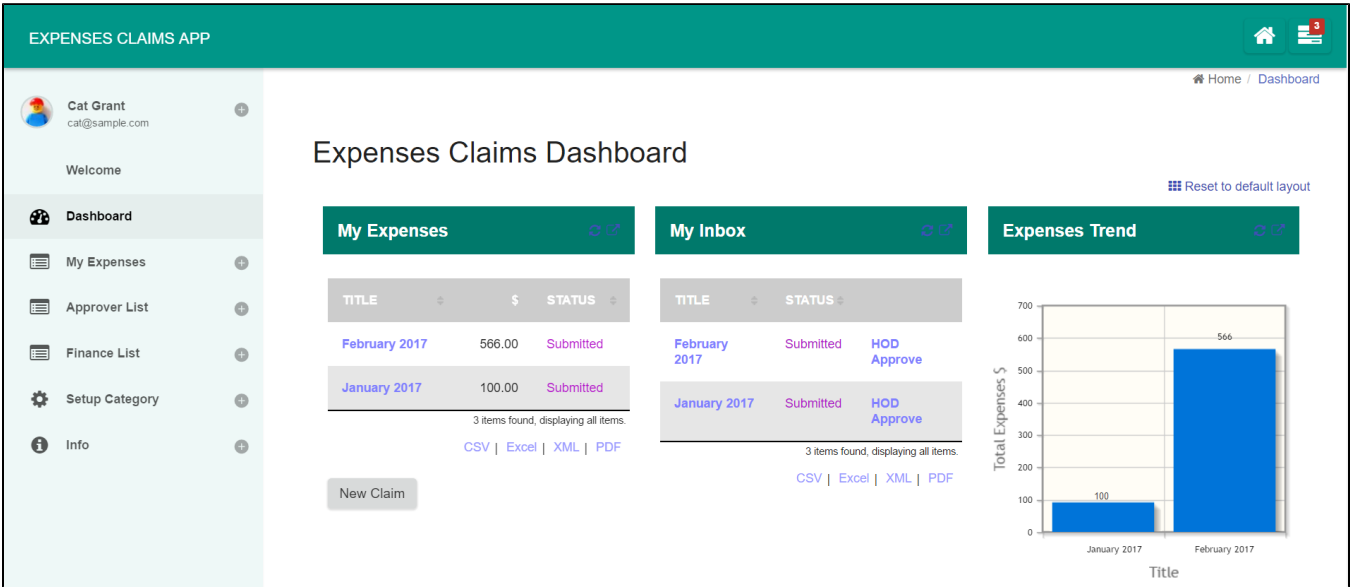 EXPENSES CLAIMS APP
3
Home / Dashboard
Cat Grant
cat@sample.com
Welcome
Dashboard
My Expenses
Approver List
Finance List
Setup Category
Info
Expenses Claims Dashboard
Reset to default layout
My Expenses
TITLE $ STATUS
February 2017 566.00 Submitted
January 2017 100.00 Submitted
3 items found, displaying all items.
CSV | Excel | XML | PDF
New Claim
My Inbox
TITLE STATUS
February 2017 Submitted HOD Approve
January 2017 Submitted HOD Approve
3 items found, displaying all items.
CSV | Excel | XML | PDF
Expenses Trend
Total Expenses $
700
600
500
400
300
200
100
0
100
566
January 2017 February 2017
Title